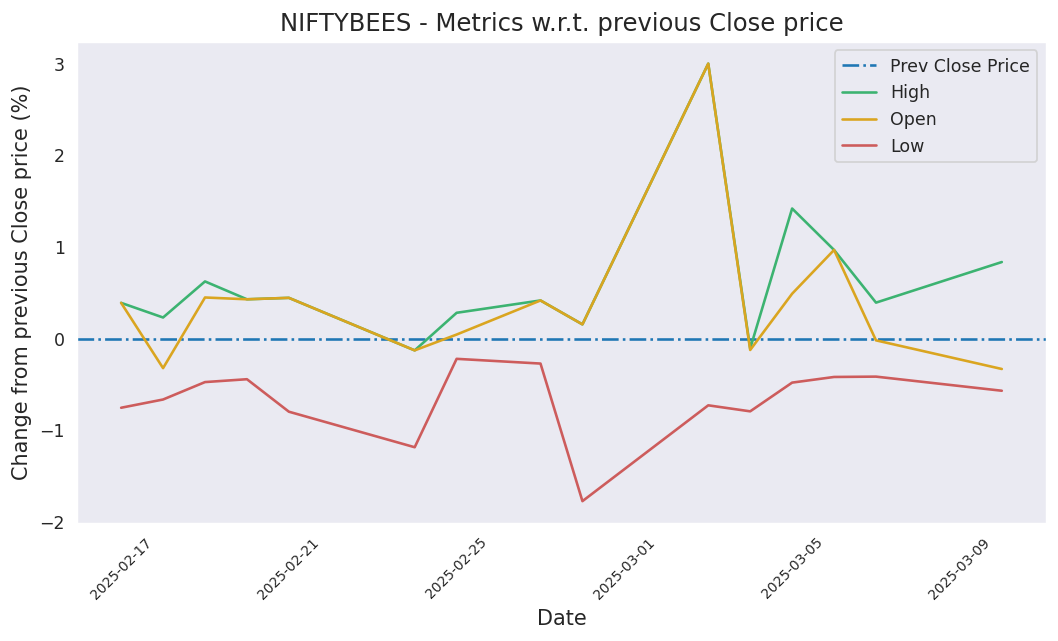 NIFTYBEES - Metrics w.r.t. previous Close price
Change from previous Close price (%)
3
2
1
0
−1
−2
Prev Close Price
High
Open
Low
2025-02-17
2025-02-21
2025-02-25
2025-03-01
2025-03-05
2025-03-09
Date